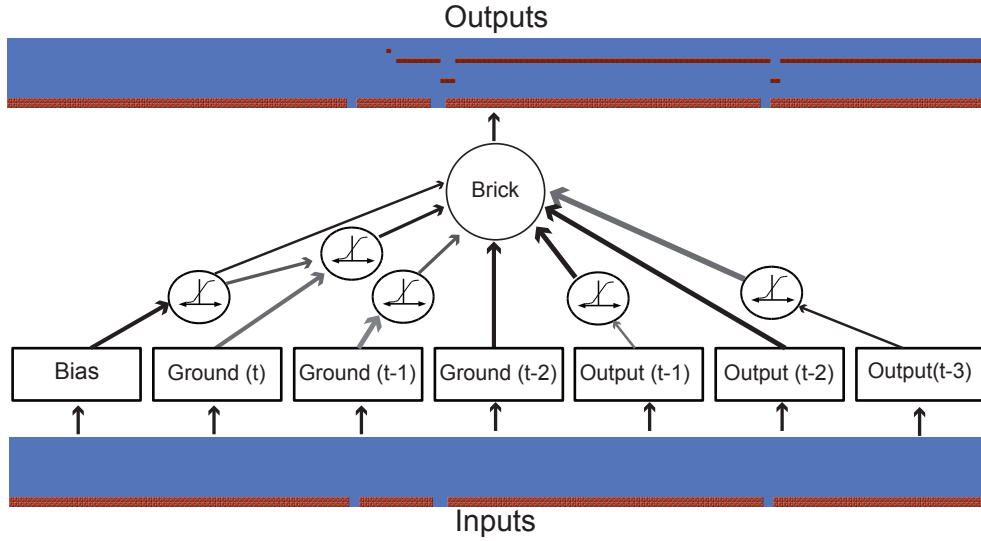 Outputs
Brick
Bias
Ground (t)
Ground (t-1)
Ground (t-2)
Output (t-1)
Output (t-2)
Output(t-3)
Inputs